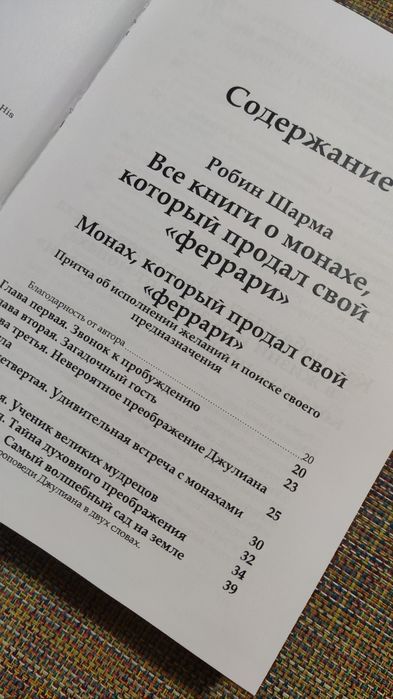 His
Содержание
Робин Шарма
Все книги о монахе,
который продал свой
«феррари»
Монах, который продал свой
«феррари»
Притча об исполнении желаний и поиске своего
предназначения
Благодарность от автора 20
Глава первая. Звонок к пробуждению 20
вторая. Загадочный гость 23
третья. Невероятное преображение Джулиана 25
четвертая. Удивительная встреча с монахами 30
Ученик великих мудрецов 32
Тайна духовного преображения 34
Самый волшебный сад на земле 39
проповеди Джулиана в двух словах.